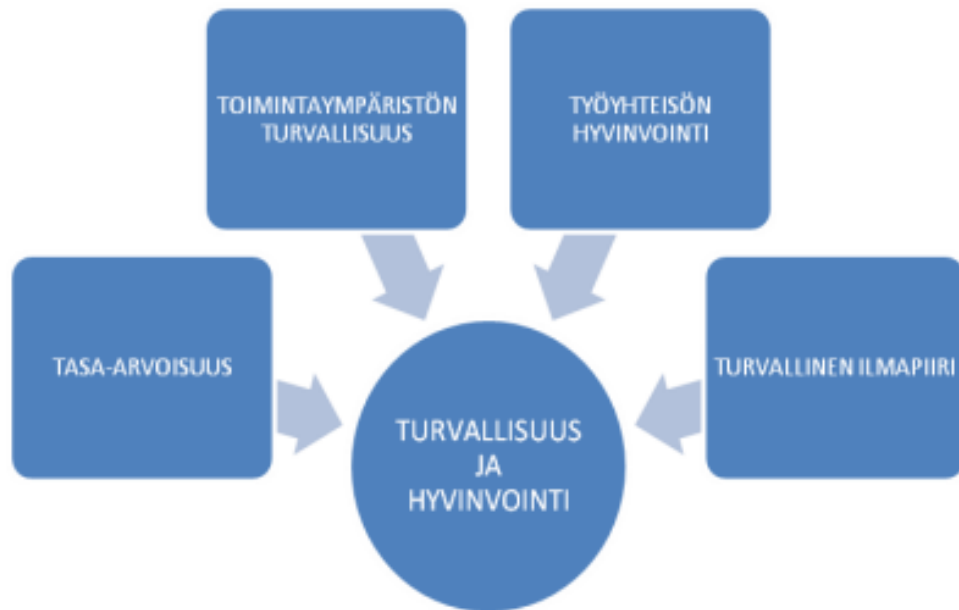 TOIMINTAYMPÄRISTÖN
TURVALLISUUS
TYÖYHTEISÖN
HYVINVOINTI
TASA-ARVOISUUS
TURVALLINEN ILMAPIIRI
TURVALLISUUS
JA
HYVINVOINTI